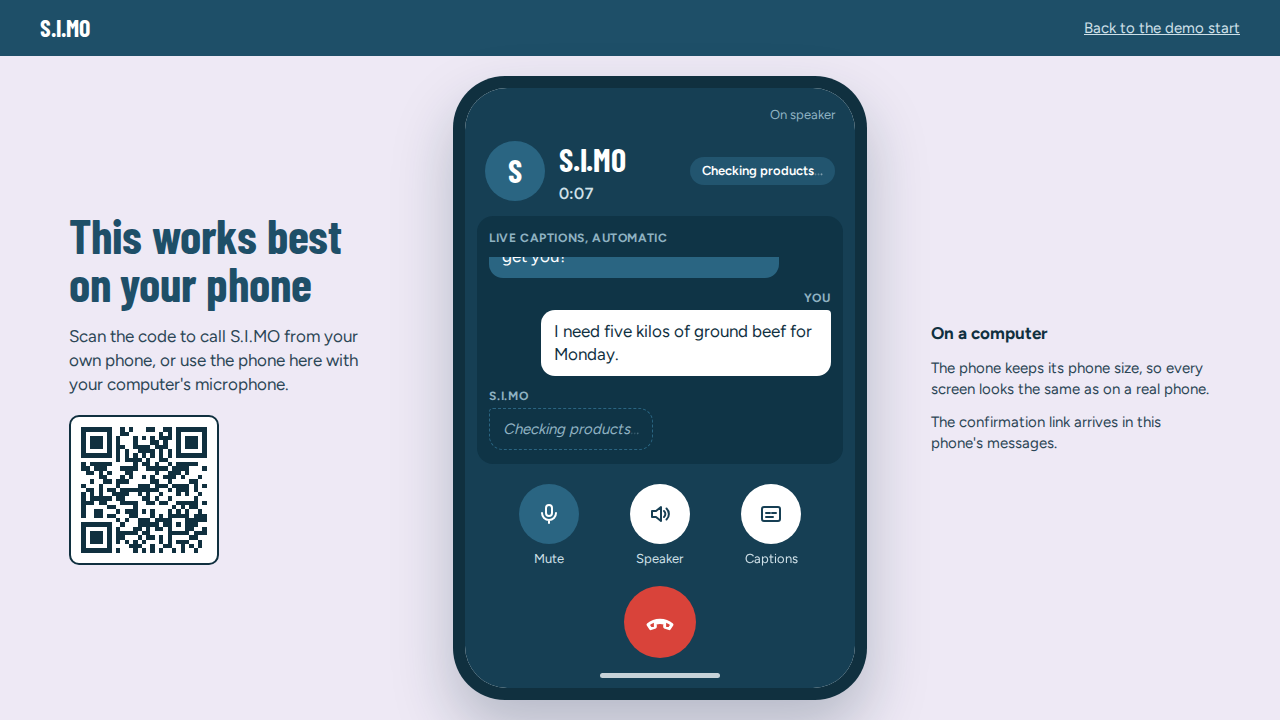 S.I.MO
Back to the demo start
This works best
on your phone
Scan the code to call S.I.MO from your
own phone, or use the phone here with
your computer's microphone.
On speaker
S
S.I.MO
0:07
Checking products...
LIVE CAPTIONS, AUTOMATIC
get you?
YOU
I need five kilos of ground beef for
Monday.
S.I.MO
Checking products...
Mute
Speaker
Captions
On a computer
The phone keeps its phone size, so every
screen looks the same as on a real phone.
The confirmation link arrives in this
phone's messages.